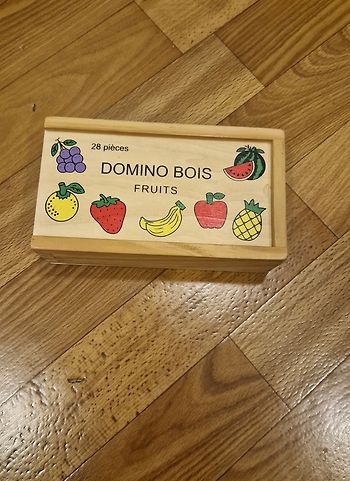 28 pièces
DOMINO BOIS
FRUITS